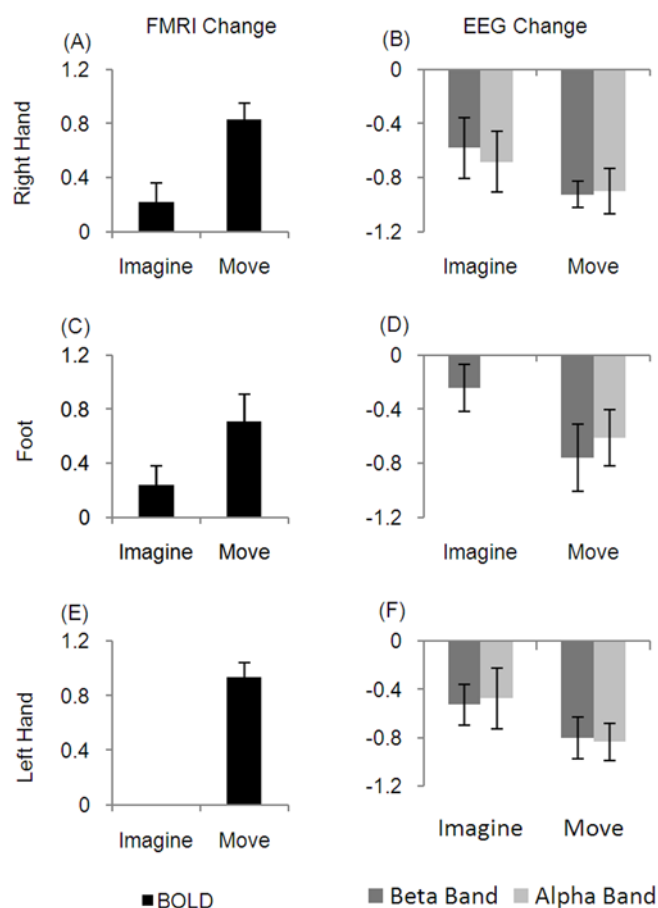 FMRI Change
EEG Change
(A)
1.2
0.8
0.4
0
Right Hand
Imagine Move
(B)
0
-0.4
-0.8
-1.2
Imagine Move
(C)
1.2
0.8
0.4
0
Foot
Imagine Move
(D)
0
-0.4
-0.8
-1.2
Imagine Move
(E)
1.2
0.8
0.4
0
Left Hand
Imagine Move
(F)
0
-0.4
-0.8
-1.2
Imagine Move
BOLD
Beta Band Alpha Band